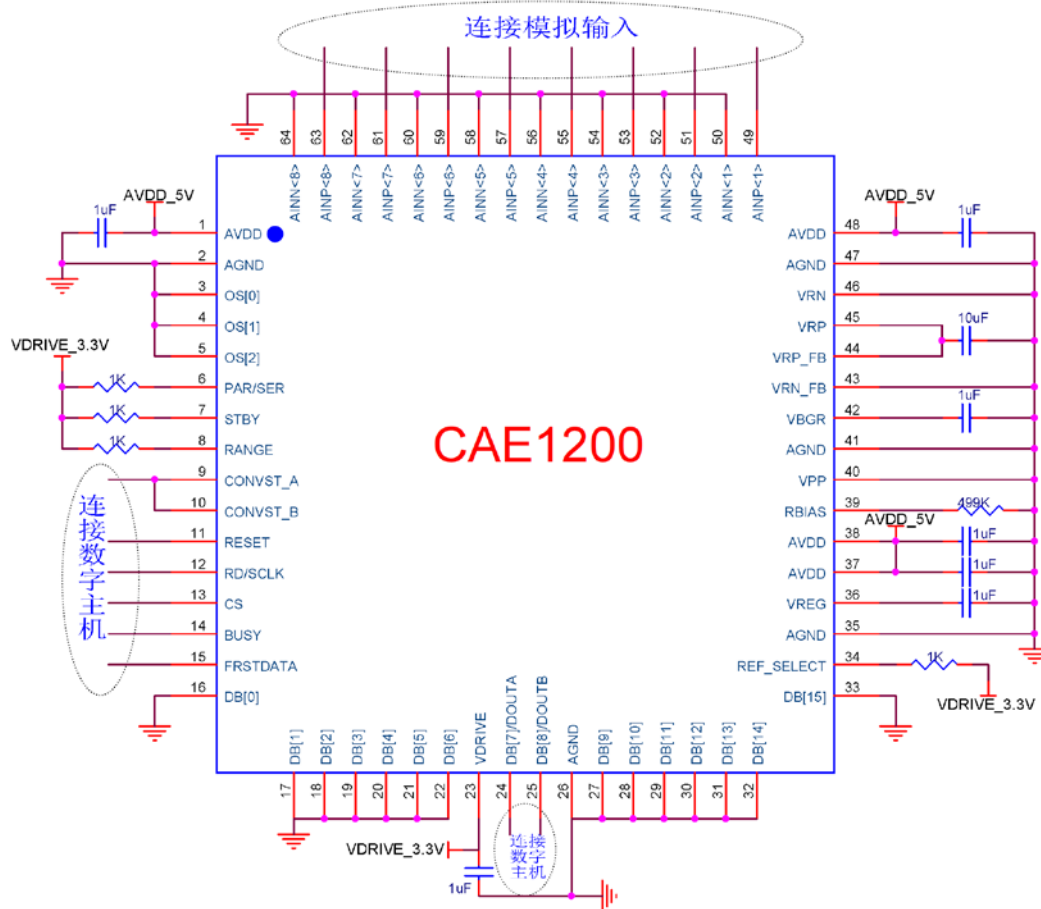 连接模拟输入
64 63 62 61 60 59 58 57 56 55 54 53 52 51 50 49
AINN<8> AINP<8> AINN<7> AINP<7> AINN<6> AINP<6> AINN<5> AINP<5> AINN<4> AINP<4> AINN<3> AINP<3> AINN<2> AINP<2> AINN<1> AINP<1>
AVDD_5V
1uF
1 AVDD
2 AGND
3 OS[0]
4 OS[1]
5 OS[2]
VDRIVE_3.3V
1K
6 PAR/SER
1K
7 STBY
1K
8 RANGE
9 CONVST_A
10 CONVST_B
11 RESET
12 RD/SCLK
13 CS
14 BUSY
15 FRSTDATA
16 DB[0]
连接数字主机
CAE1200
AVDD_5V
1uF
AVDD 48
AGND 47
VRN 46
VRP 45
10uF
VRP_FB 44
VRN_FB 43
VBGR 42
1uF
AGND 41
VPP 40
RBIAS 39
499K
AVDD_5V
AVDD 38
1uF
AVDD 37
1uF
VREG 36
1uF
AGND 35
REF_SELECT 34
1K
VDRIVE_3.3V
DB[15] 33
DB[1] DB[2] DB[3] DB[4] DB[5] DB[6] VDRIVE DB[7]/DOUTA DB[8]/DOUTB AGND DB[9] DB[10] DB[11] DB[12] DB[13] DB[14]
17 18 19 20 21 22 23 24 25 26 27 28 29 30 31 32
VDRIVE_3.3V
1uF
连接
数字
主机